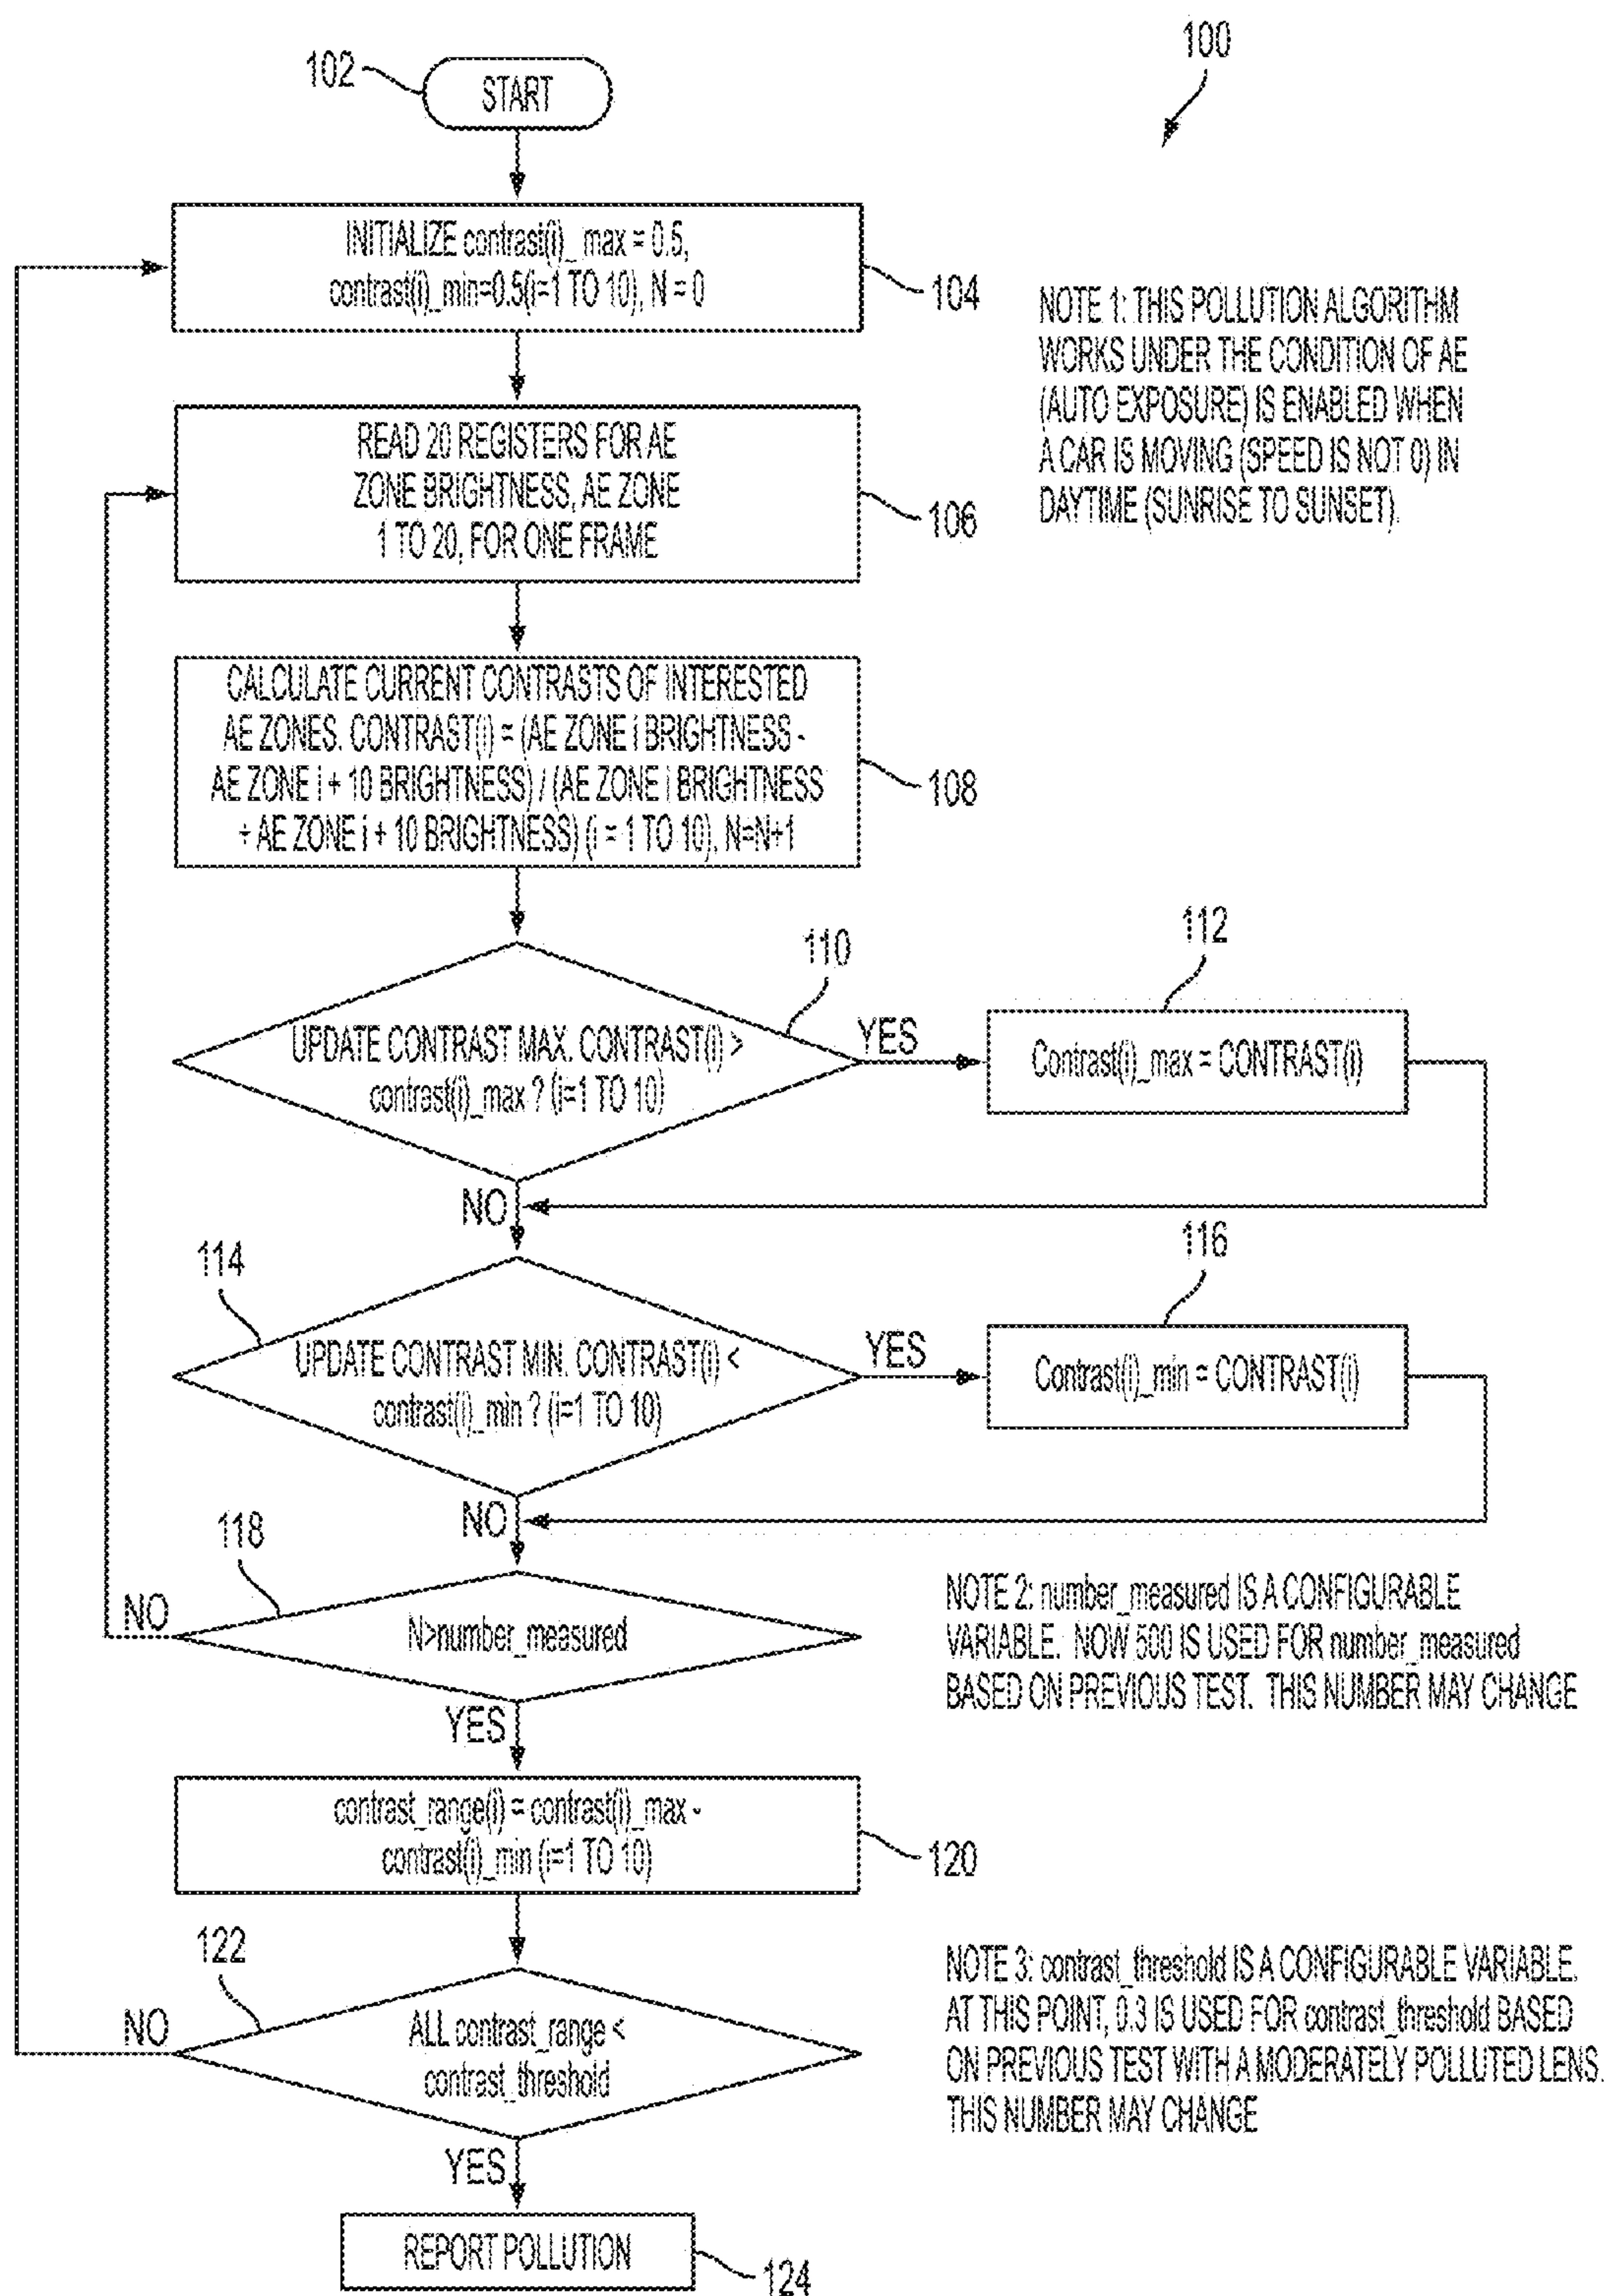 100
102
START
INITIALIZE contrast(i)_max = 0.5,
contrast(i)_min=0.5(i=1 TO 10), N = 0
104
NOTE 1: THIS POLLUTION ALGORITHM
WORKS UNDER THE CONDITION OF AE
(AUTO EXPOSURE) IS ENABLED WHEN
A CAR IS MOVING (SPEED IS NOT 0) IN
DAYTIME (SUNRISE TO SUNSET).
READ 20 REGISTERS FOR AE
ZONE BRIGHTNESS, AE ZONE
1 TO 20, FOR ONE FRAME
106
CALCULATE CURRENT CONTRASTS OF INTERESTED
AE ZONES. CONTRAST(i) = (AE ZONE i BRIGHTNESS -
AE ZONE i + 10 BRIGHTNESS) / (AE ZONE i BRIGHTNESS
+ AE ZONE i + 10 BRIGHTNESS) (i = 1 TO 10), N=N+1
108
110
UPDATE CONTRAST MAX. CONTRAST(i) >
contrast(i)_max ? (i=1 TO 10)
YES
112
Contrast(i)_max = CONTRAST(i)
NO
114
UPDATE CONTRAST MIN. CONTRAST(i) <
contrast(i)_min ? (i=1 TO 10)
YES
116
Contrast(i)_min = CONTRAST(i)
NO
118
N>number_measured
NO
YES
NOTE 2: number_measured IS A CONFIGURABLE
VARIABLE. NOW 500 IS USED FOR number_measured
BASED ON PREVIOUS TEST. THIS NUMBER MAY CHANGE
contrast_range(i) = contrast(i)_max -
contrast(i)_min (i=1 TO 10)
120
122
ALL contrast_range <
contrast_threshold
NO
YES
NOTE 3: contrast_threshold IS A CONFIGURABLE VARIABLE.
AT THIS POINT, 0.3 IS USED FOR contrast_threshold BASED
ON PREVIOUS TEST WITH A MODERATELY POLLUTED LENS.
THIS NUMBER MAY CHANGE
REPORT POLLUTION
124